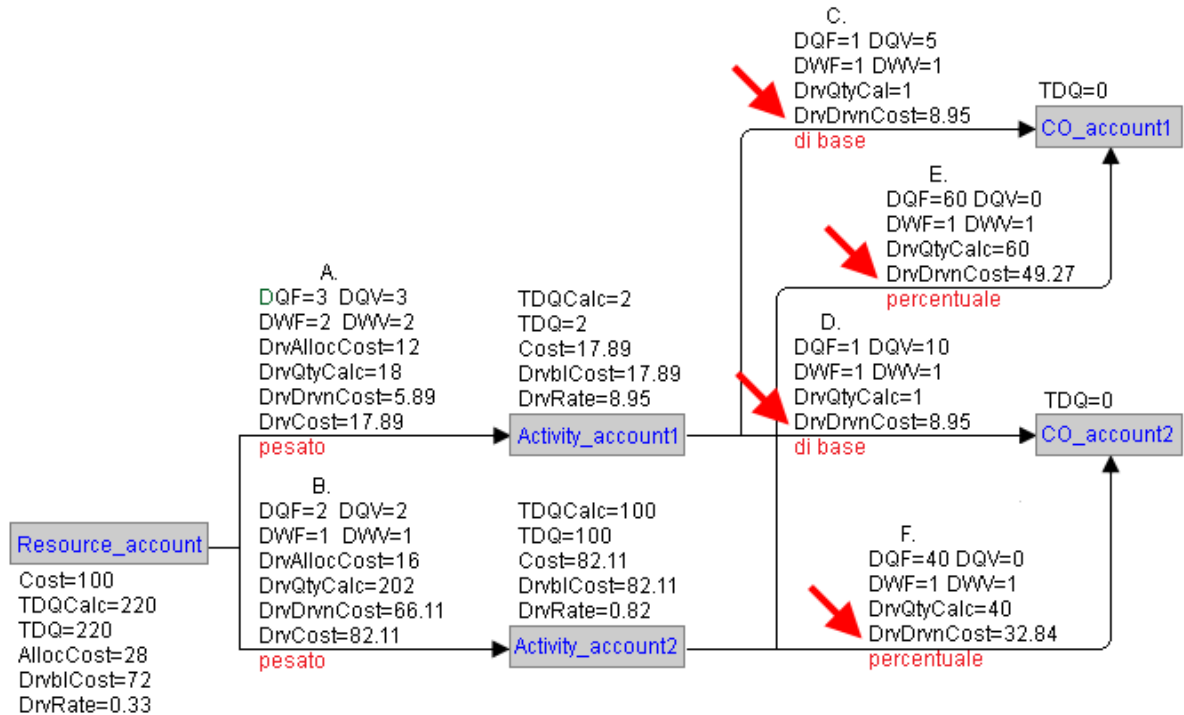 C.
DQF=1 DQV=5
DWF=1 DWV=1
DrvQtyCal=1
DrvDrvnCost=8.95
di base
TDQ=0
CO_account1
E.
DQF=60 DQV=0
DWF=1 DWV=1
DrvQtyCalc=60
DrvDrvnCost=49.27
percentuale
A.
DQF=3 DQV=3
DWF=2 DWV=2
DrvAllocCost=12
DrvQtyCalc=18
DrvDrvnCost=5.89
DrvCost=17.89
pesato
TDQCalc=2
TDQ=2
Cost=17.89
DrvblCost=17.89
DrvRate=8.95
Activity_account1
D.
DQF=1 DQV=10
DWF=1 DWV=1
DrvQtyCalc=1
DrvDrvnCost=8.95
di base
TDQ=0
CO_account2
B.
DQF=2 DQV=2
DWF=1 DWV=1
DrvAllocCost=16
DrvQtyCalc=202
DrvDrvnCost=66.11
DrvCost=82.11
pesato
TDQCalc=100
TDQ=100
Cost=82.11
DrvblCost=82.11
DrvRate=0.82
Activity_account2
F.
DQF=40 DQV=0
DWF=1 DWV=1
DrvQtyCalc=40
DrvDrvnCost=32.84
percentuale
Resource_account
Cost=100
TDQCalc=220
TDQ=220
AllocCost=28
DrvblCost=72
DrvRate=0.33